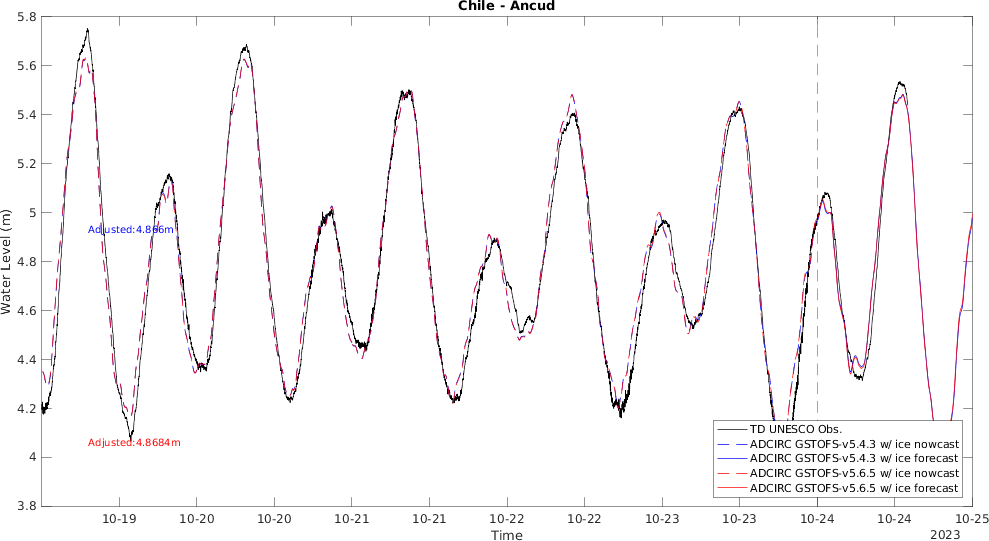 Chile - Ancud
5.8
5.6
5.4
5.2
5
4.8
4.6
4.4
4.2
4
3.8
Water Level (m)
Adjusted:4.866m
Adjusted:4.8684m
TD UNESCO Obs.
ADCIRC GSTOFS-v5.4.3 w/ ice nowcast
ADCIRC GSTOFS-v5.4.3 w/ ice forecast
ADCIRC GSTOFS-v5.6.5 w/ ice nowcast
ADCIRC GSTOFS-v5.6.5 w/ ice forecast
10-19 10-20 10-20 10-21 10-21 10-22 10-22 10-23 10-23 10-24 10-24 10-25
Time
2023